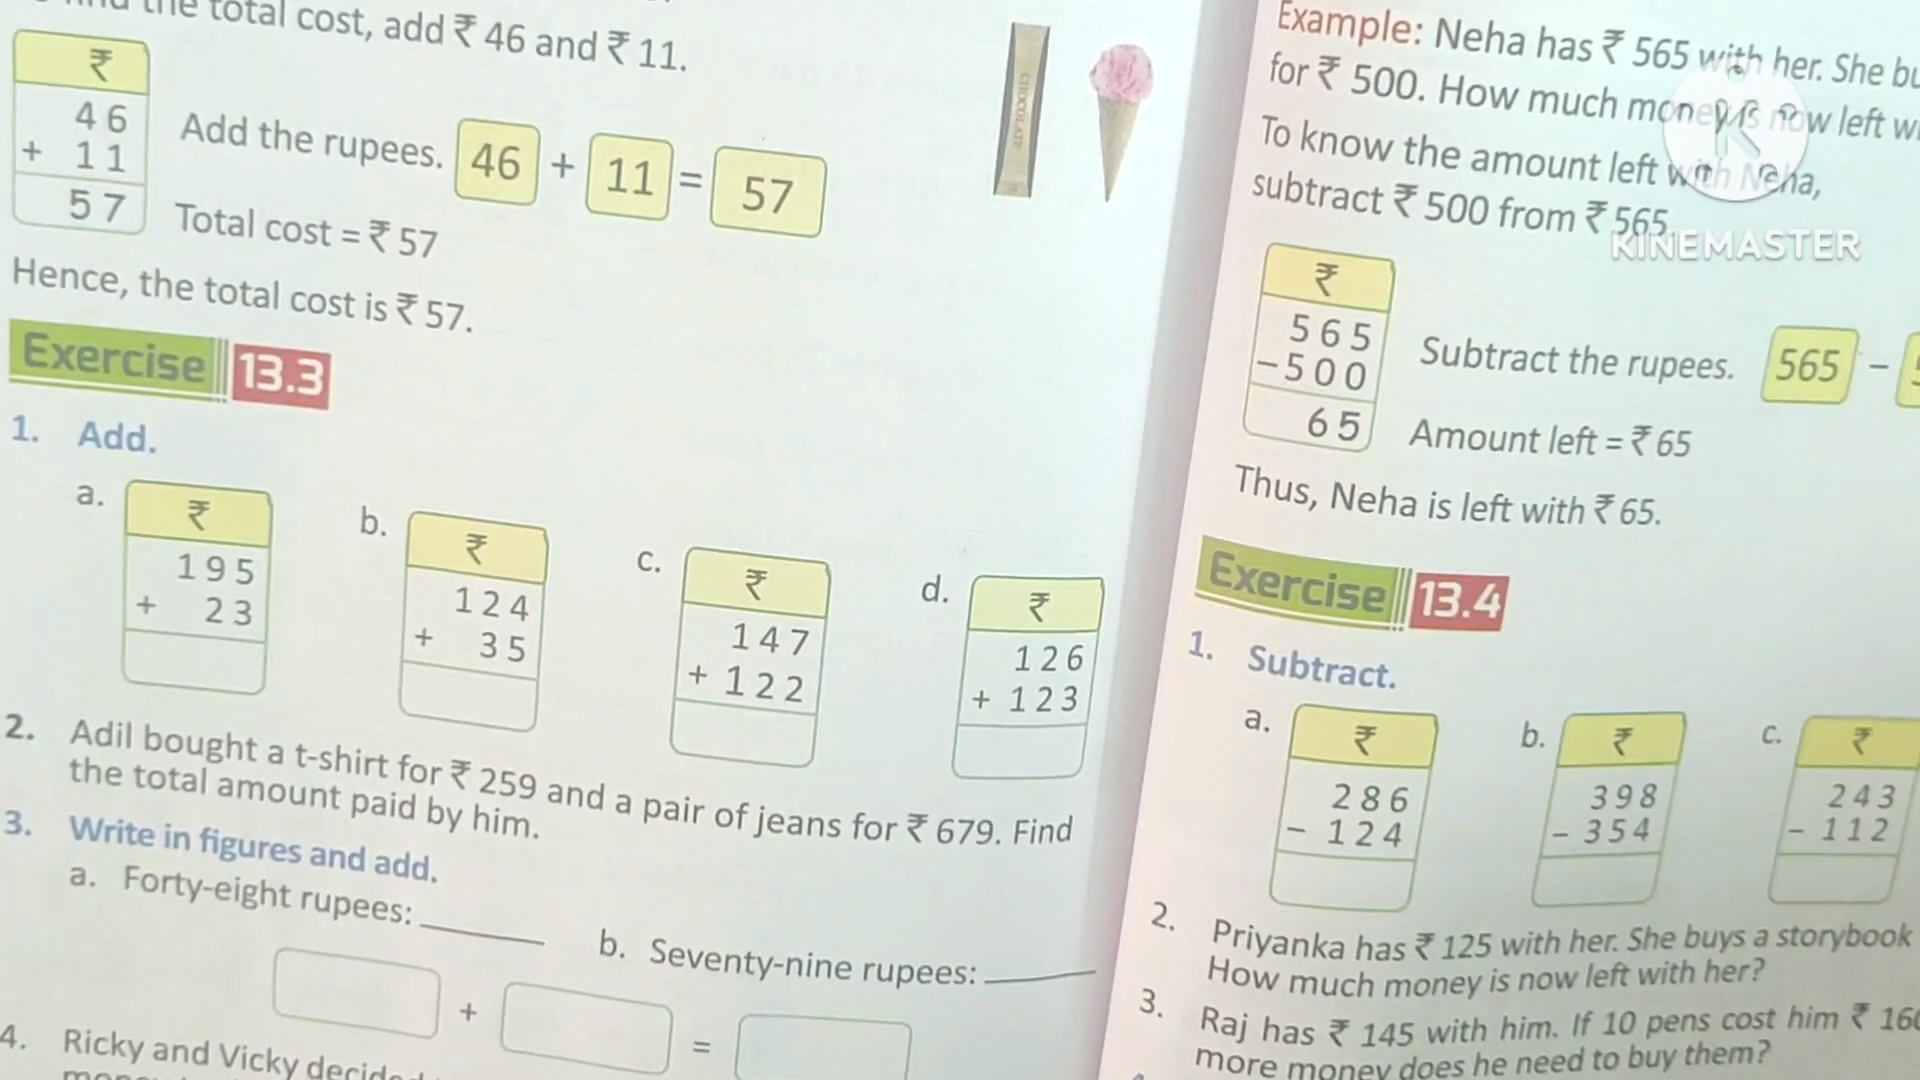 the total cost, add ₹ 46 and ₹ 11.
₹
46
+ 11
57
Add the rupees. 46 + 11 = 57
Total cost = ₹ 57
Hence, the total cost is ₹ 57.
CHOCOLATE
Exercise 13.3
1. Add.
a. ₹
195
+ 23
b. ₹
124
+ 35
c. ₹
147
+ 122
d. ₹
126
+ 123
2. Adil bought a t-shirt for ₹ 259 and a pair of jeans for ₹ 679. Find
the total amount paid by him.
3. Write in figures and add.
a. Forty-eight rupees:
b. Seventy-nine rupees:
+ =
4. Ricky and Vicky
Example: Neha has ₹ 565 with her. She
for ₹ 500. How much money is now left
To know the amount left with Neha,
subtract ₹ 500 from ₹ 565.
K
KINEMASTER
₹
565
-500
65
Subtract the rupees. 565 -
Amount left = ₹ 65
Thus, Neha is left with ₹ 65.
Exercise 13.4
1. Subtract.
a. ₹
286
- 124
b. ₹
398
- 354
c. ₹
243
- 112
2. Priyanka has ₹ 125 with her. She buys a storybook
How much money is now left with her?
3. Raj has ₹ 145 with him. If 10 pens cost him ₹
more money does he need to buy them?